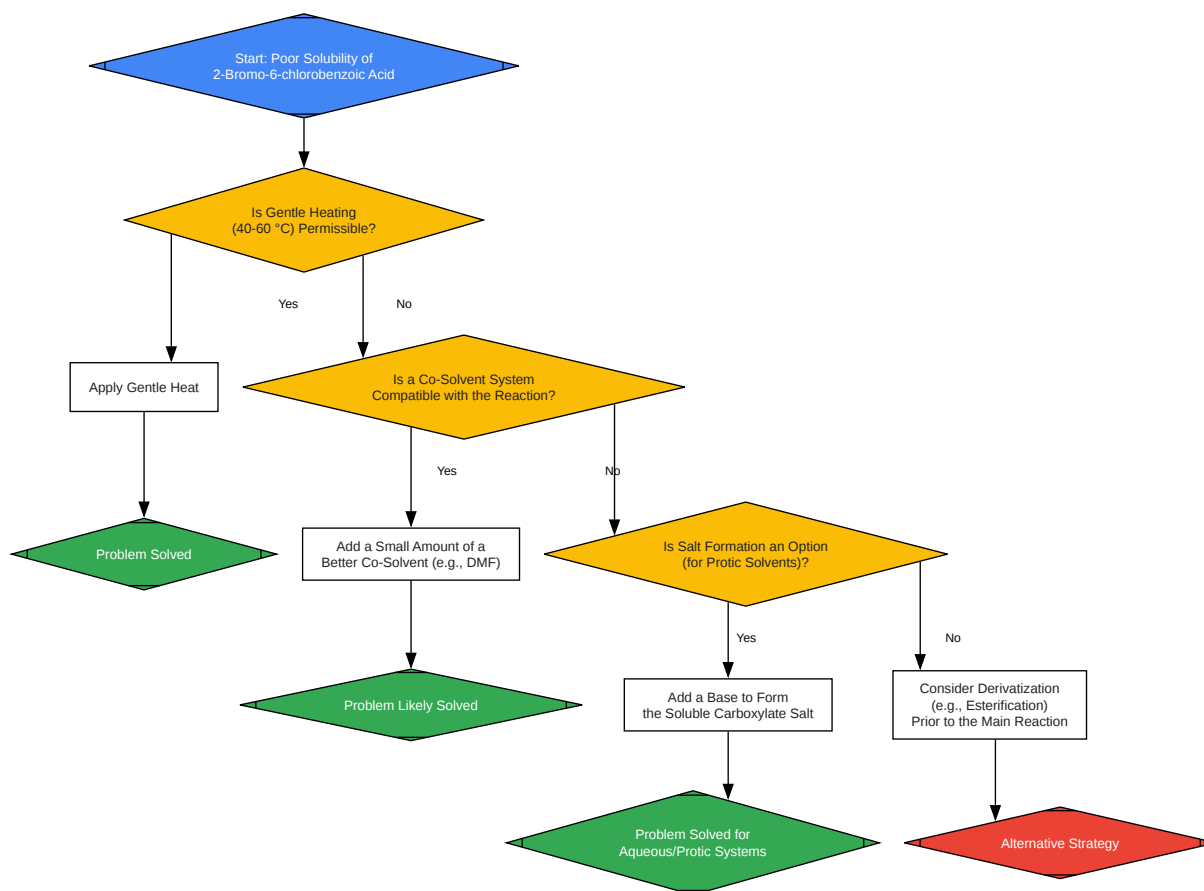 Start: Poor Solubility of
2-Bromo-6-chlorobenzoic Acid
Is Gentle Heating
(40-60 °C) Permissible?
Yes
No
Apply Gentle Heat
Is a Co-Solvent System
Compatible with the Reaction?
Yes
No
Problem Solved
Add a Small Amount of a
Better Co-Solvent (e.g., DMF)
Is Salt Formation an Option
(for Protic Solvents)?
Yes
No
Problem Likely Solved
Add a Base to Form
the Soluble Carboxylate Salt
Consider Derivatization
(e.g., Esterification)
Prior to the Main Reaction
Problem Solved for
Aqueous/Protic Systems
Alternative Strategy